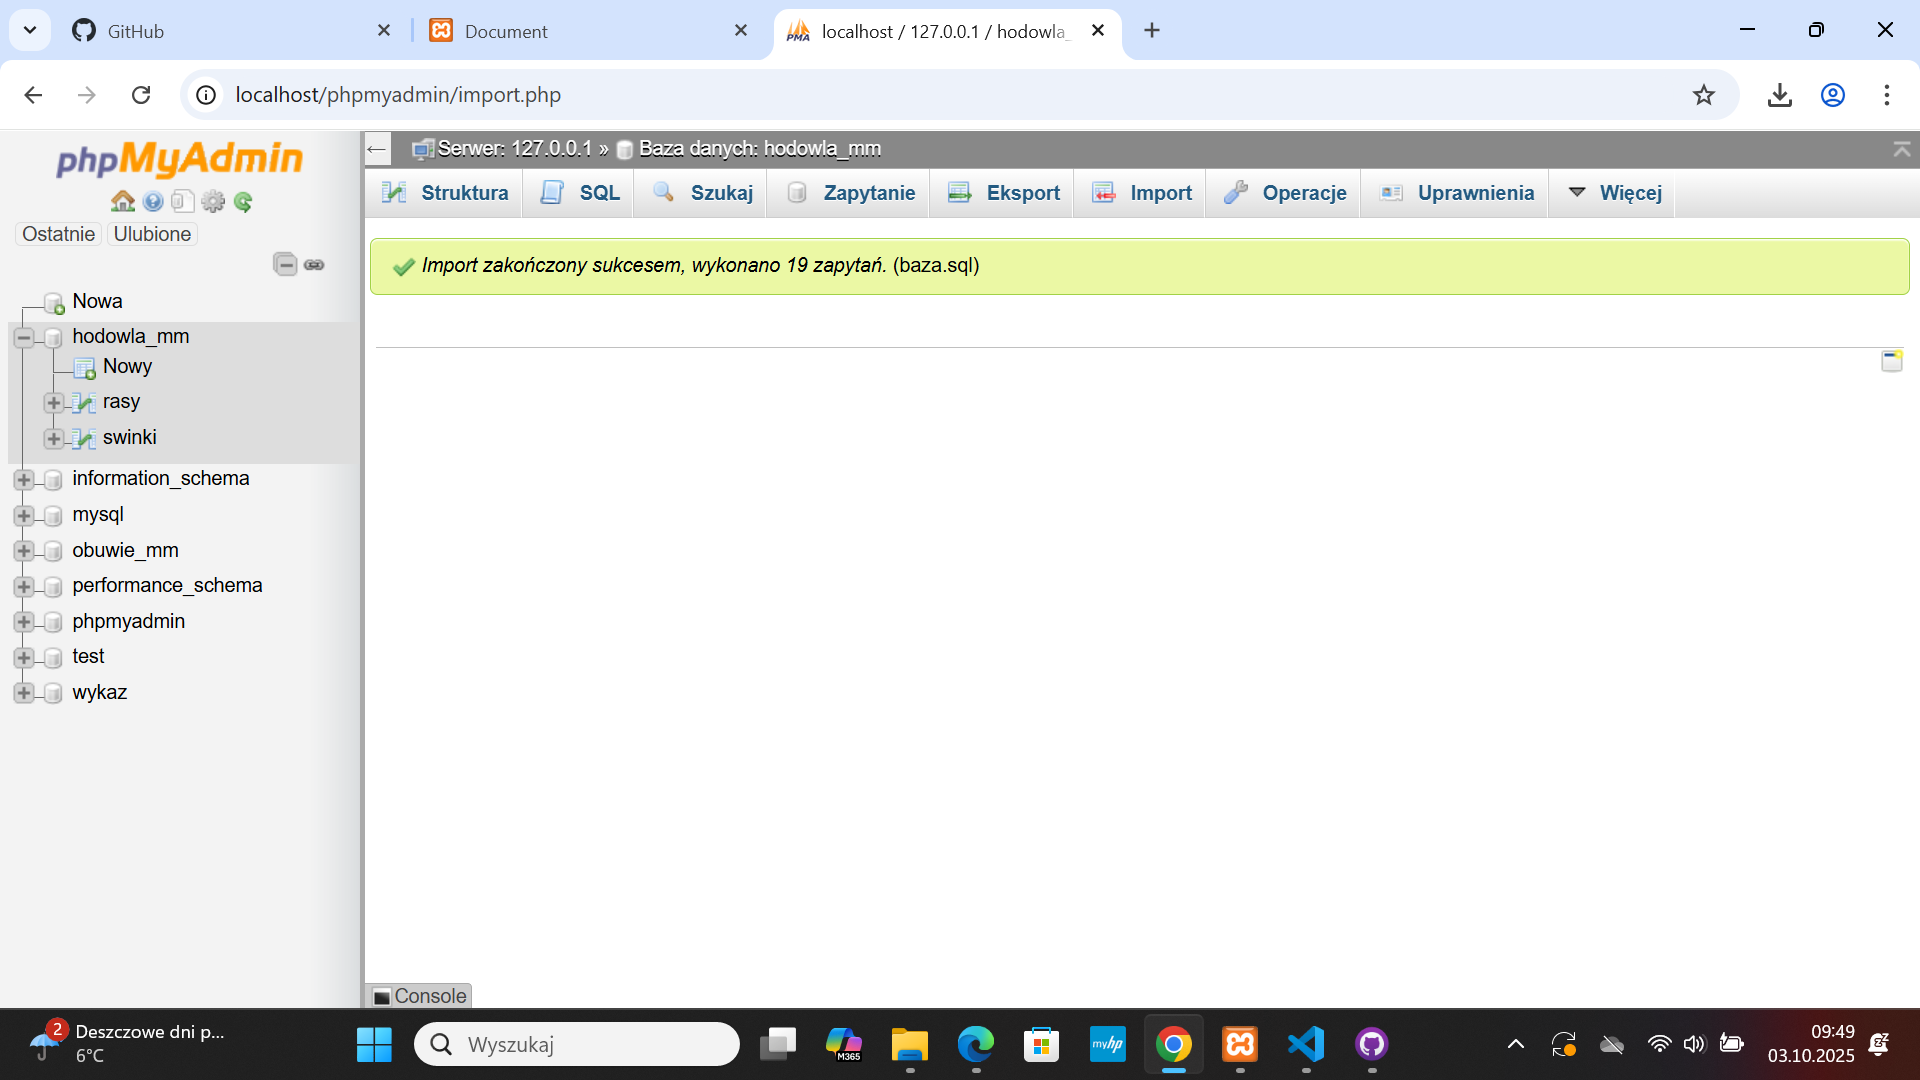 GitHub
Document
localhost / 127.0.0.1 / hodowla_
localhost/phpmyadmin/import.php
phpMyAdmin
Ostatnie Ulubione
Nowa
hodowla_mm
Nowy
rasy
swinki
information_schema
mysql
obuwie_mm
performance_schema
phpmyadmin
test
wykaz
Serwer: 127.0.0.1 » Baza danych: hodowla_mm
Struktura SQL Szukaj Zapytanie Eksport Import Operacje Uprawnienia Więcej
Import zakończony sukcesem, wykonano 19 zapytań. (baza.sql)
Console
2
Deszczowe dni p...
6°C
Wyszukaj
M365
myhp
09:49
03.10.2025